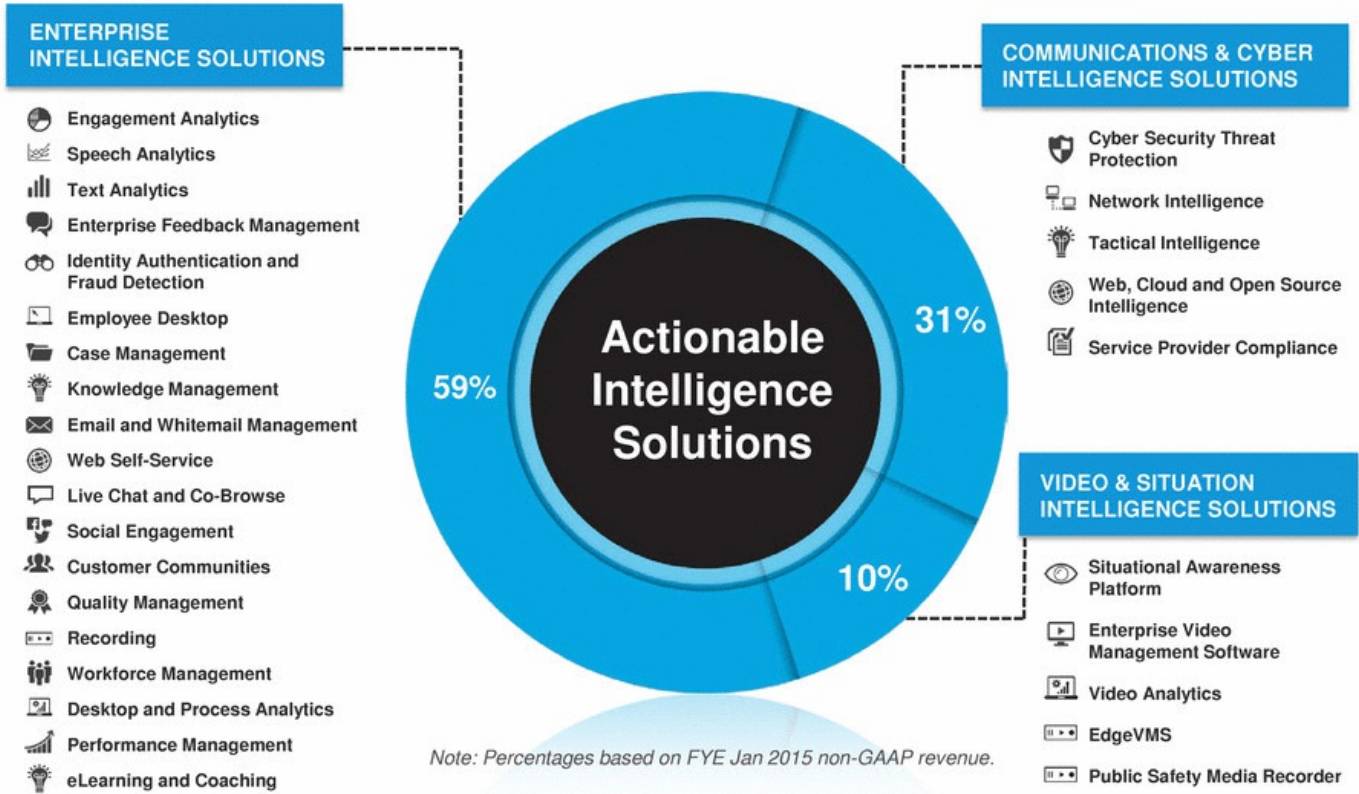 ENTERPRISE
INTELLIGENCE SOLUTIONS
Engagement Analytics
Speech Analytics
Text Analytics
Enterprise Feedback Management
Identity Authentication and
Fraud Detection
Employee Desktop
Case Management
Knowledge Management
Email and Whitemail Management
Web Self-Service
Live Chat and Co-Browse
Social Engagement
Customer Communities
Quality Management
Recording
Workforce Management
Desktop and Process Analytics
Performance Management
eLearning and Coaching
59%
Actionable
Intelligence
Solutions
31%
10%
Note: Percentages based on FYE Jan 2015 non-GAAP revenue.
COMMUNICATIONS & CYBER
INTELLIGENCE SOLUTIONS
Cyber Security Threat
Protection
Network Intelligence
Tactical Intelligence
Web, Cloud and Open Source
Intelligence
Service Provider Compliance
VIDEO & SITUATION
INTELLIGENCE SOLUTIONS
Situational Awareness
Platform
Enterprise Video
Management Software
Video Analytics
EdgeVMS
Public Safety Media Recorder